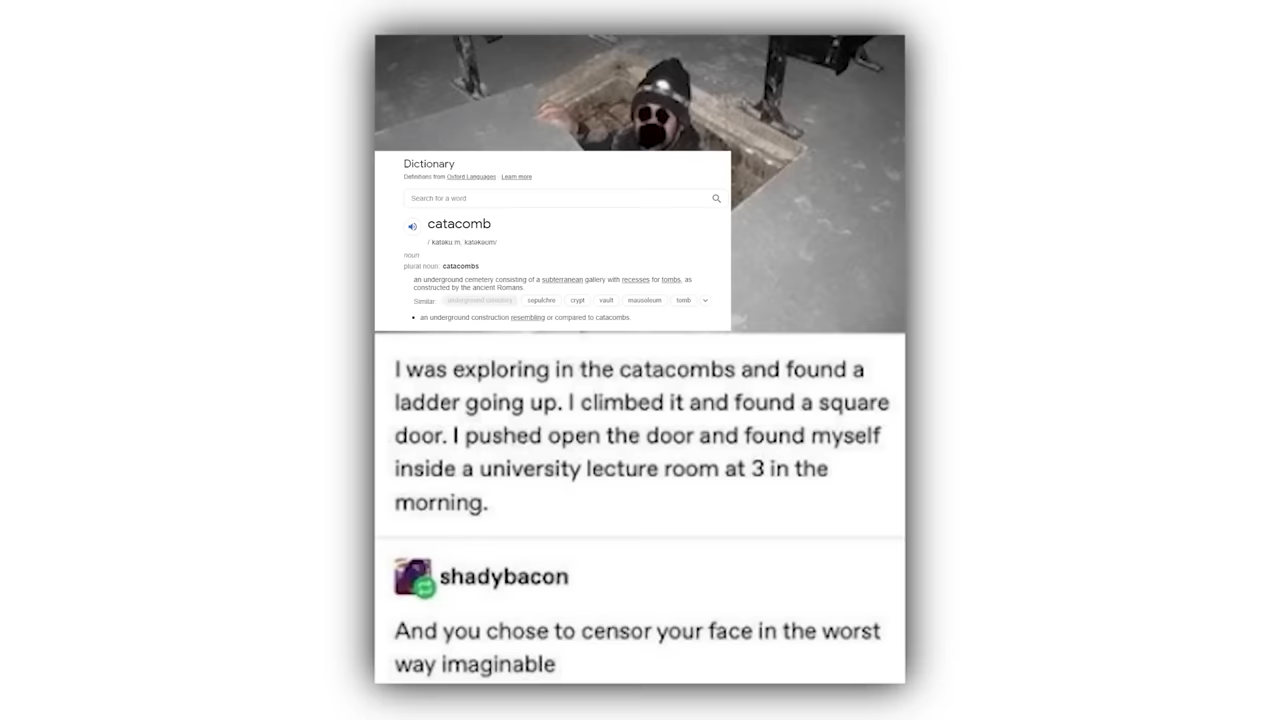 Dictionary
Definitions from Oxford Languages · Learn more
Search for a word
catacomb
noun
plural noun: catacombs
an underground cemetery consisting of a subterranean gallery with recesses for tombs, as
constructed by the ancient Romans.
Similar: underground cemetery sepulchre crypt vault mausoleum tomb
• an underground construction resembling or compared to catacombs.
I was exploring in the catacombs and found a
ladder going up. I climbed it and found a square
door. I pushed open the door and found myself
inside a university lecture room at 3 in the
morning.
shadybacon
And you chose to censor your face in the worst
way imaginable